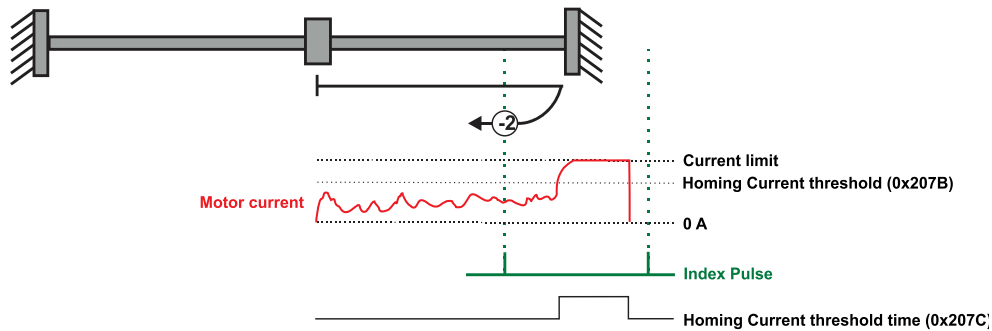 -2
Current limit
Homing Current threshold (0x207B)
Motor current
0 A
Index Pulse
Homing Current threshold time (0x207C)